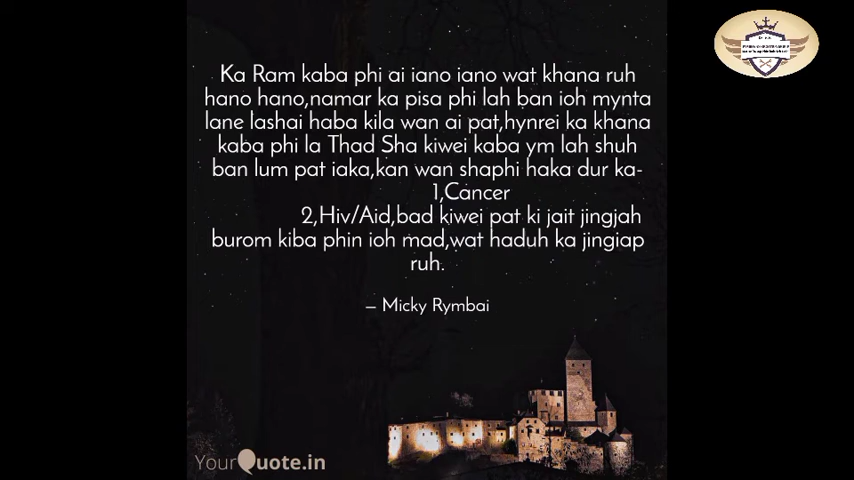 Ka Ram kaba phi ai iano iano wat khana ruh
hano hano,namar ka pisa phi lah ban ioh mynta
lane lashai haba kila wan ai pat,hynrei ka khana
kaba phi la Thad Sha kiwei kaba ym lah shuh
ban lum pat iaka,kan wan shaphi haka dur ka-
1,Cancer
2,Hiv/Aid,bad kiwei pat ki jait jingjah
burom kiba phin ioh mad,wat haduh ka jingiap
ruh.
— Micky Rymbai
YourQuote.in